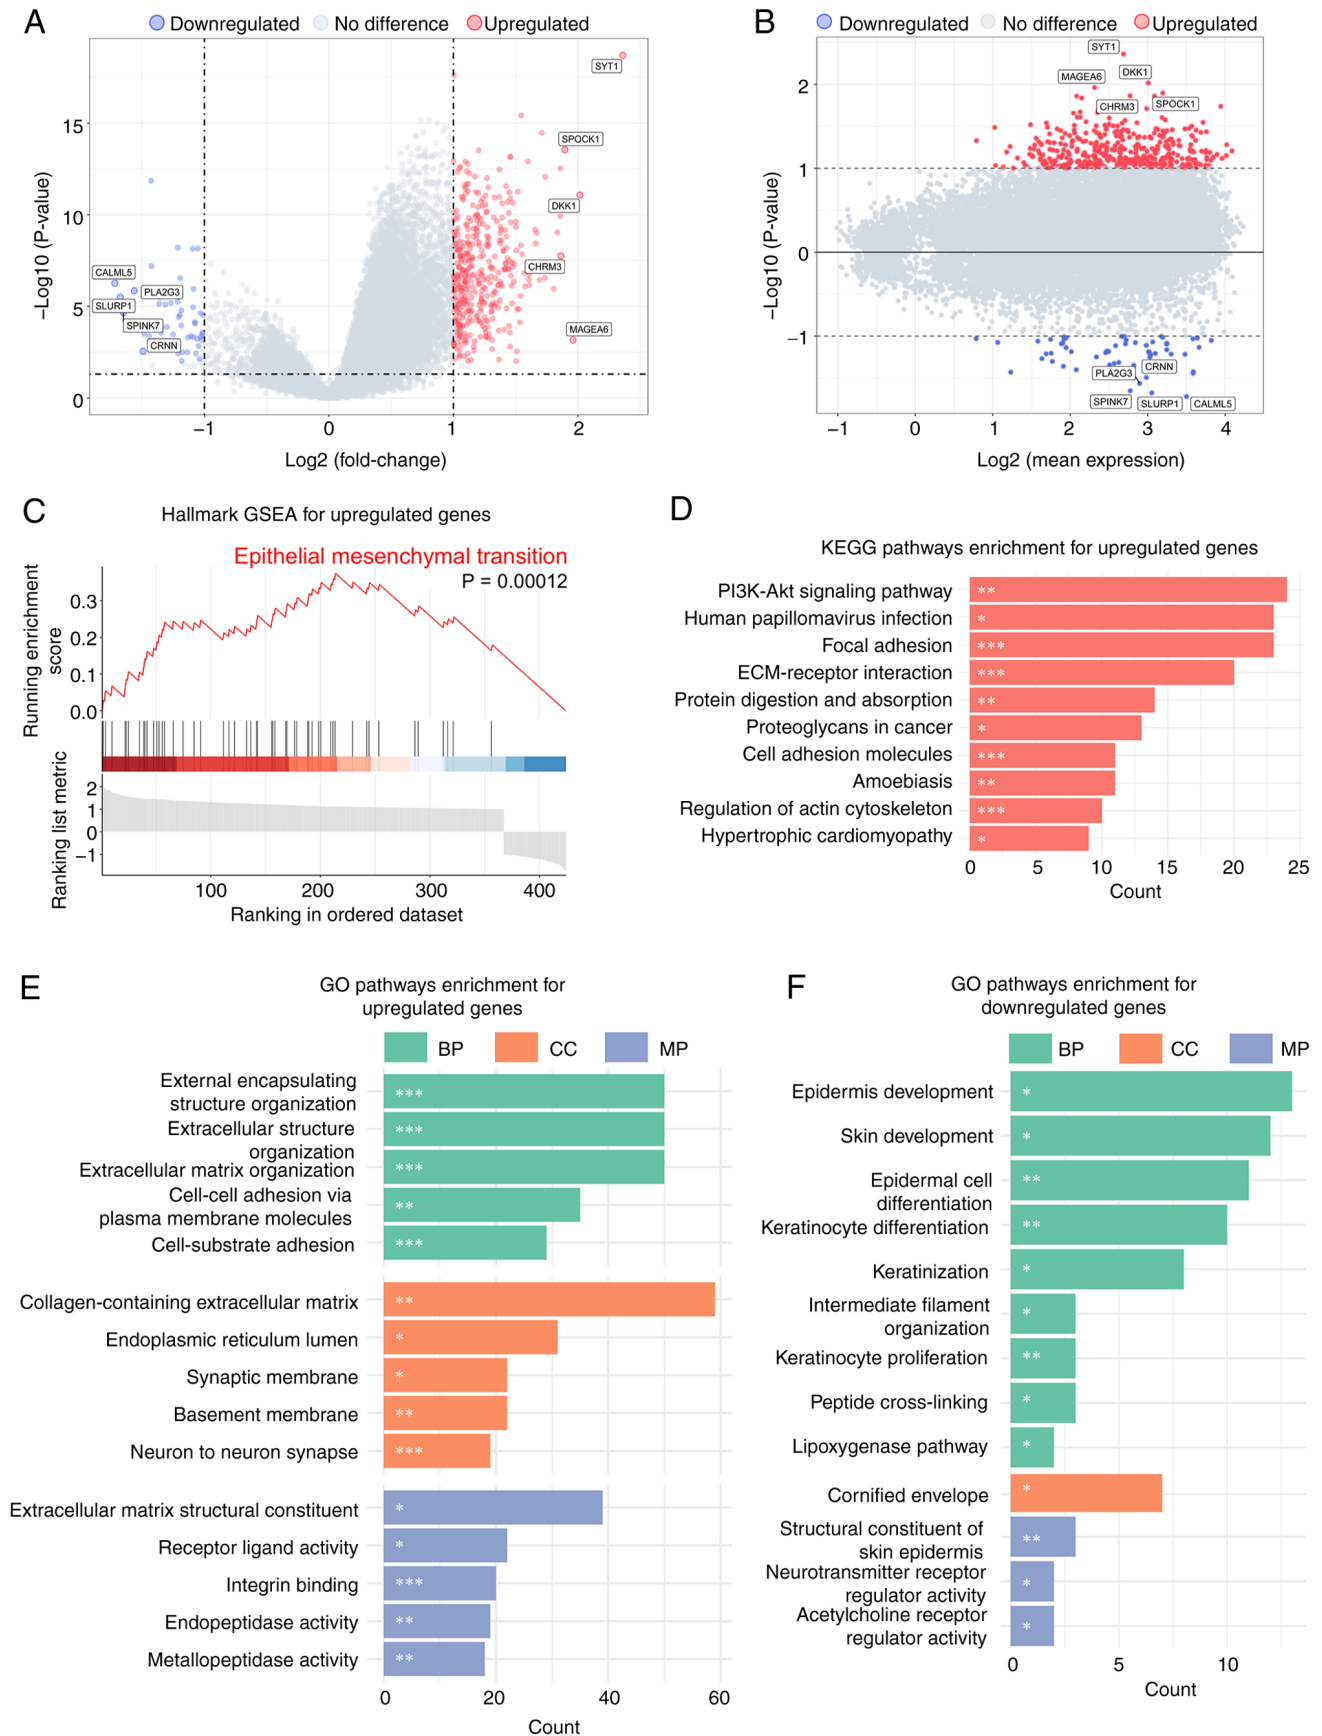 A
Downregulated
No difference
Upregulated
SYT1
SPOCK1
DKK1
CHRM3
MAGEA6
CALML5
PLA2G3
SLURP1
SPINK7
CRNN
15
10
5
0
−1
0
1
2
−Log10 (P-value)
Log2 (fold-change)
B
Downregulated
No difference
Upregulated
SYT1
MAGEA6
DKK1
CHRM3
SPOCK1
CRNN
PLA2G3
SPINK7
SLURP1
CALML5
2
1
0
−1
−1
0
1
2
3
4
−Log10 (P-value)
Log2 (mean expression)
C
Hallmark GSEA for upregulated genes
Epithelial mesenchymal transition
P = 0.00012
Running enrichment
score
0.3
0.2
0.1
0.0
Ranking list metric
2
1
0
−1
100
200
300
400
Ranking in ordered dataset
D
KEGG pathways enrichment for upregulated genes
PI3K-Akt signaling pathway
**
Human papillomavirus infection
*
Focal adhesion
***
ECM-receptor interaction
***
Protein digestion and absorption
**
Proteoglycans in cancer
*
Cell adhesion molecules
***
Amoebiasis
**
Regulation of actin cytoskeleton
***
Hypertrophic cardiomyopathy
*
0
5
10
15
20
25
Count
E
GO pathways enrichment for
upregulated genes
BP
CC
MP
External encapsulating
structure organization
***
Extracellular structure
organization
***
Extracellular matrix organization
***
Cell-cell adhesion via
plasma membrane molecules
**
Cell-substrate adhesion
***
Collagen-containing extracellular matrix
**
Endoplasmic reticulum lumen
*
Synaptic membrane
*
Basement membrane
**
Neuron to neuron synapse
***
Extracellular matrix structural constituent
*
Receptor ligand activity
*
Integrin binding
***
Endopeptidase activity
**
Metallopeptidase activity
**
0
20
40
60
Count
F
GO pathways enrichment for
downregulated genes
BP
CC
MP
Epidermis development
*
Skin development
*
Epidermal cell
differentiation
**
Keratinocyte differentiation
**
Keratinization
*
Intermediate filament
organization
*
Keratinocyte proliferation
**
Peptide cross-linking
*
Lipoxygenase pathway
*
Cornified envelope
*
Structural constituent of
skin epidermis
**
Neurotransmitter receptor
regulator activity
*
Acetylcholine receptor
regulator activity
*
0
5
10
Count